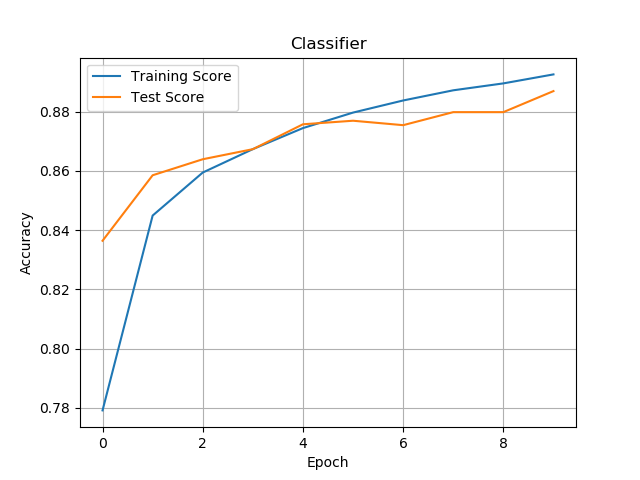 Classifier
Training Score
Test Score
0.88
0.86
0.84
0.82
0.80
0.78
Accuracy
0 2 4 6 8
Epoch